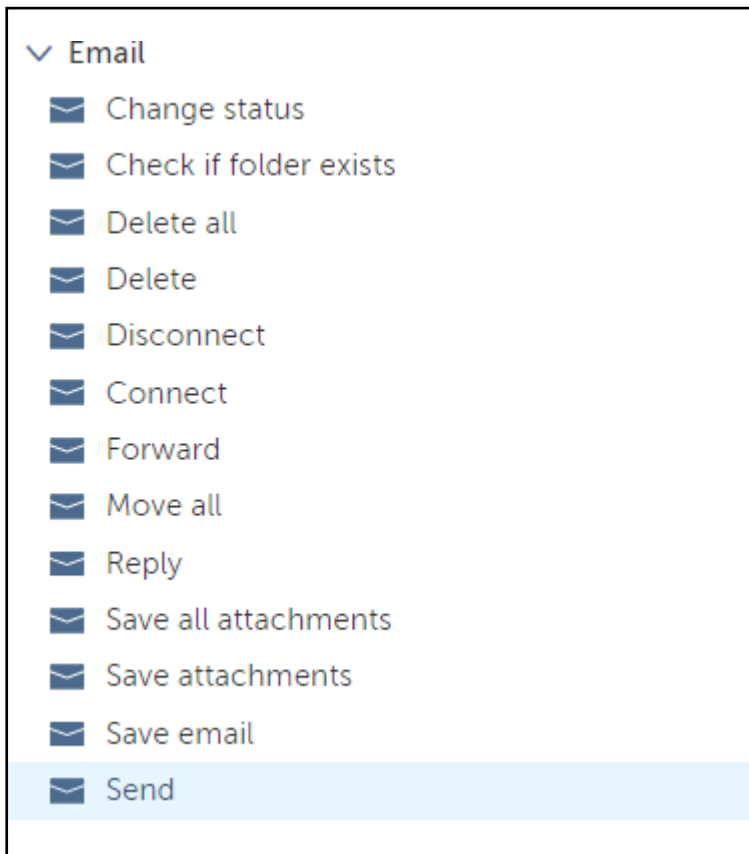 Email
Change status
Check if folder exists
Delete all
Delete
Disconnect
Connect
Forward
Move all
Reply
Save all attachments
Save attachments
Save email
Send